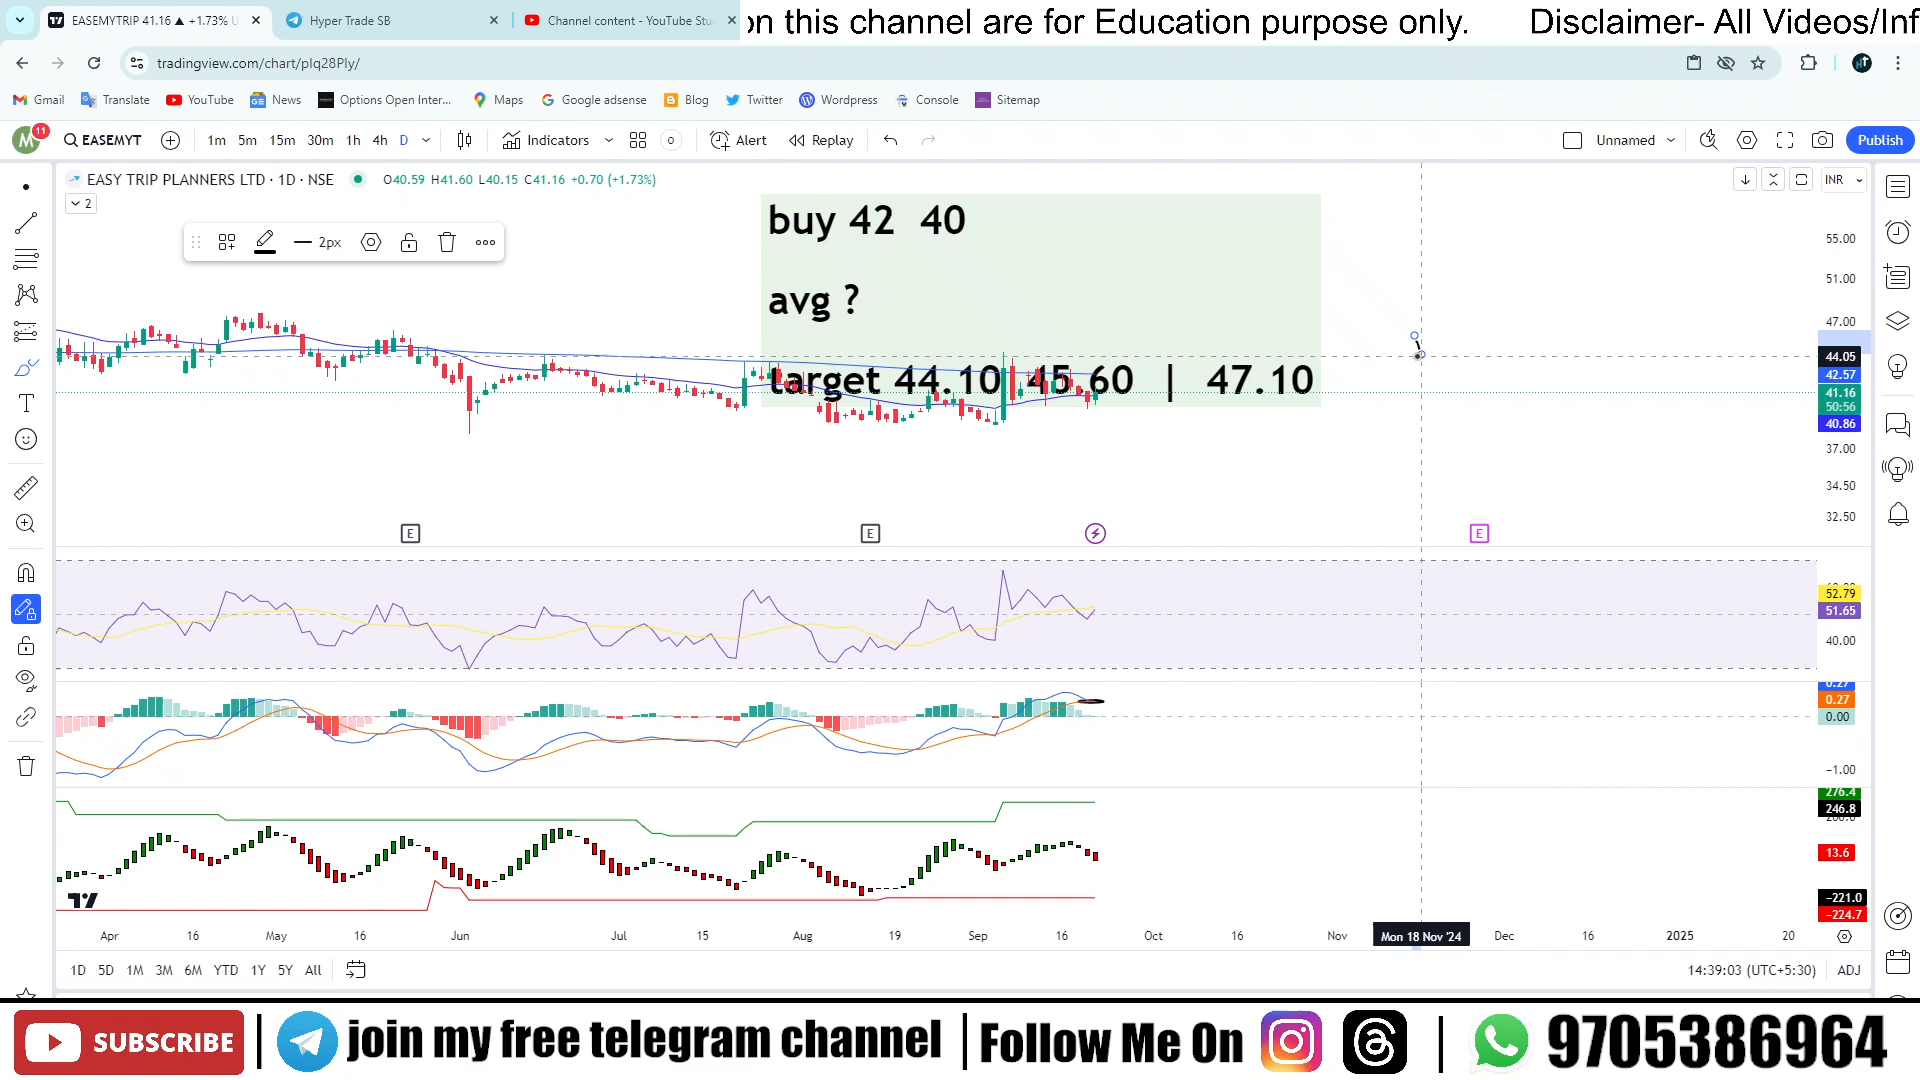 EASEMYTRIP 41.16 ▲ +1.73% U
Hyper Trade SB
Channel content - YouTube Stu
on this channel are for Education purpose only.
Disclaimer- All Videos/Inf
tradingview.com/chart/plq28Ply/
Gmail
Translate
YouTube
News
Options Open Inter...
Maps
Google adsense
Blog
Twitter
Wordpress
Console
Sitemap
M 11
EASEMYT
1m 5m 15m 30m 1h 4h D
Indicators
Alert
Replay
Unnamed
Publish
EASY TRIP PLANNERS LTD · 1D · NSE
O40.59 H41.60 L40.15 C41.16 +0.70 (+1.73%)
INR
2
2px
buy 42 40
avg ?
target 44.10 45.60 | 47.10
55.00
51.00
47.00
44.05
42.57
41.16
50:56
40.86
37.00
34.50
32.50
E
E
E
52.79
51.65
40.00
0.27
0.27
0.00
−1.00
276.4
246.8
13.6
−221.0
−224.7
Apr 16 May 16 Jun Jul 15 Aug 19 Sep 16 Oct 16 Nov Mon 18 Nov '24 Dec 16 2025 20
1D 5D 1M 3M 6M YTD 1Y 5Y All
14:39:03 (UTC+5:30)
ADJ
SUBSCRIBE
join my free telegram channel
Follow Me On
9705386964